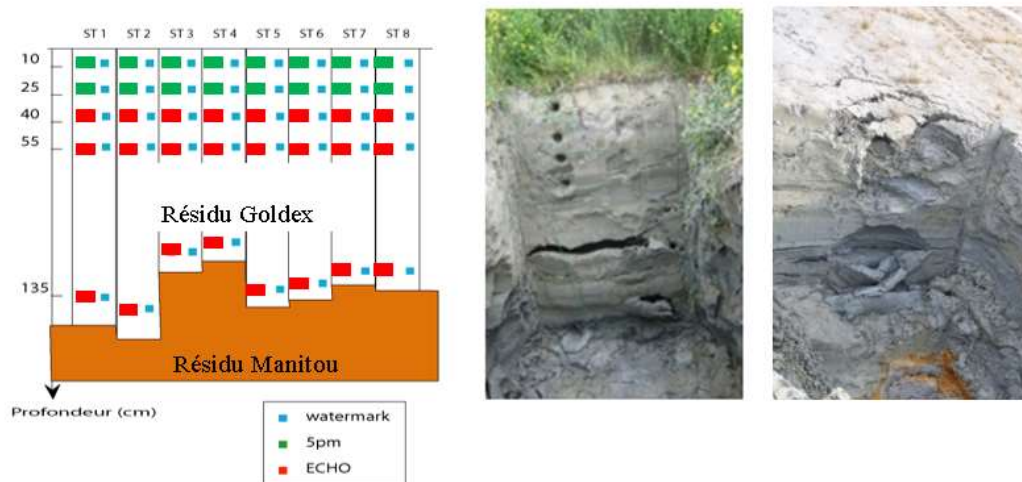 ST 1 ST 2 ST 3 ST 4 ST 5 ST 6 ST 7 ST 8
10
25
40
55
Résidu Goldex
135
Résidu Manitou
Profondeur (cm)
watermark
5pm
ECHO